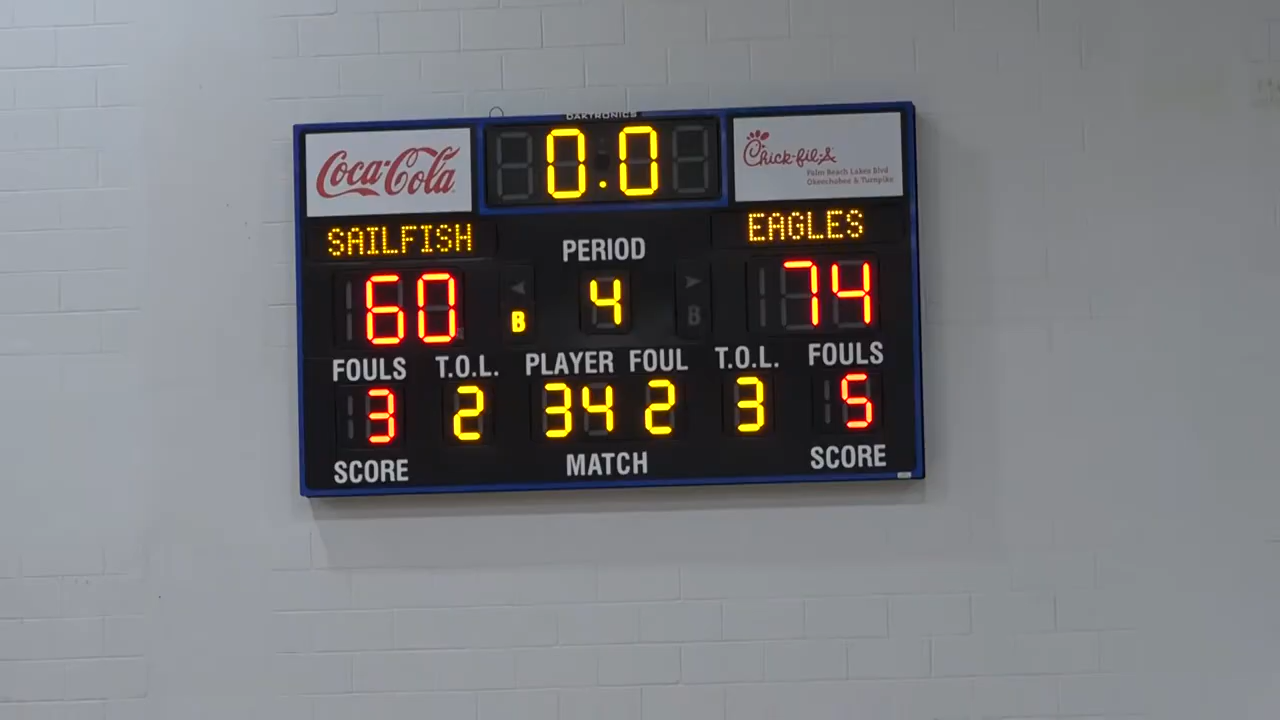 DAKTRONICS
Coca-Cola
0.0
Chick-fil-A
Palm Beach Lakes Blvd
Okeechobee & Turnpike
SAILFISH
EAGLES
PERIOD
60
B
4
B
74
FOULS T.O.L. PLAYER FOUL T.O.L. FOULS
3 2 34 2 3 5
SCORE MATCH SCORE